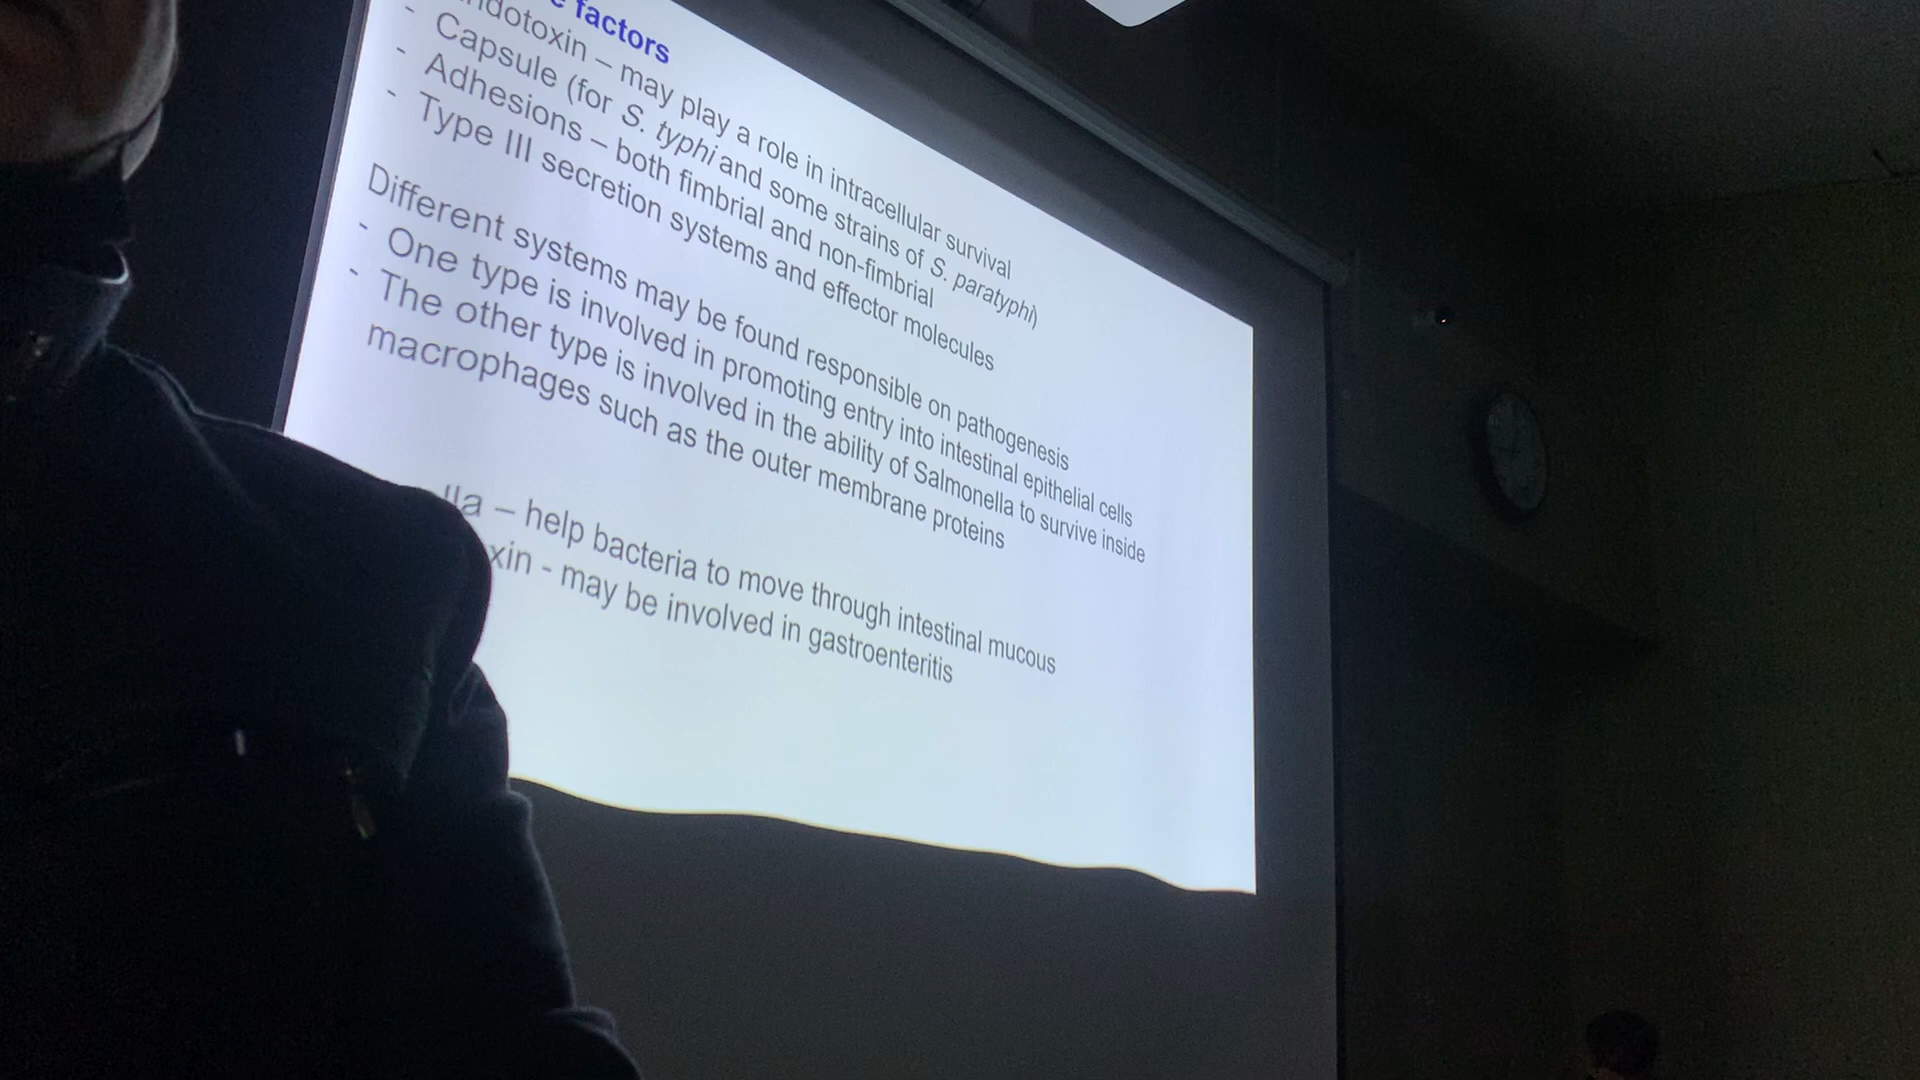 factors
- may play a role in intracellular survival
- Capsule (for S. typhi and some strains of S. paratyphi)
- Adhesions – both fimbrial and non-fimbrial
- Type III secretion systems and effector molecules
Different systems may be found responsible on pathogenesis
- One type is involved in promoting entry into intestinal epithelial cells
- The other type is involved in the ability of Salmonella to survive inside
macrophages such as the outer membrane proteins
– help bacteria to move through intestinal mucous
- may be involved in gastroenteritis